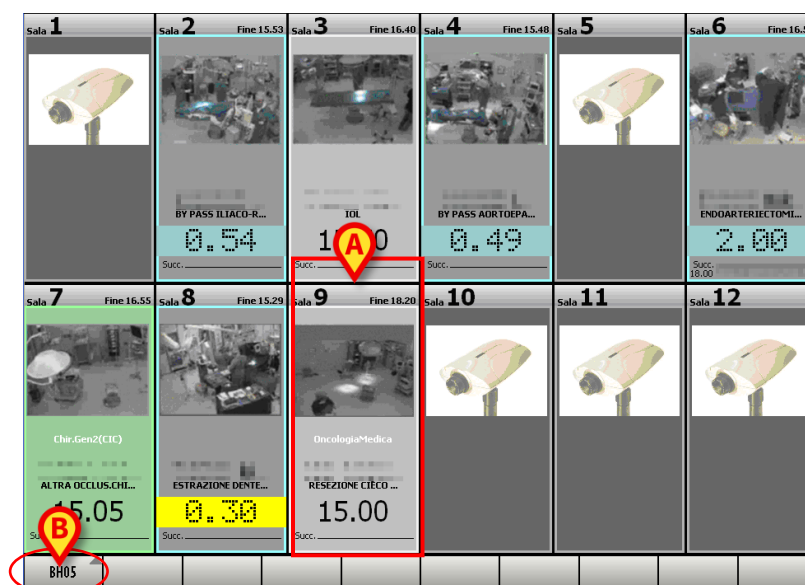 Sala 1
Sala 2 Fine 15.53
Sala 3 Fine 16.40
Sala 4 Fine 15.48
Sala 5
Sala 6
BY PASS ILIACO-R...
IOL
BY PASS AORTOEPA...
ENDOARTERIECTOMI...
0.54
A
0.49
2.00
Succ.
Succ.
Succ.
Succ.
18.00
Sala 7 Fine 16.55
Sala 8 Fine 15.29
Sala 9 Fine 18.20
Sala 10
Sala 11
Sala 12
Chir.Gen2(CIC)
OncologiaMedica
ALTRA OCCLUS.CHI...
ESTRAZIONE DENTE...
RESEZIONE CIECO ...
15.05
0.30
15.00
B
Succ.
Succ.
BH05